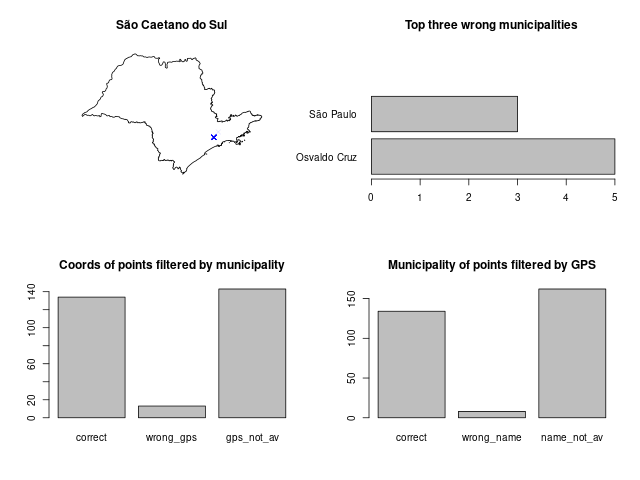 São Caetano do Sul
Top three wrong municipalities
São Paulo
Osvaldo Cruz
0 1 2 3 4 5
Coords of points filtered by municipality
140
100
60
20
0
correct wrong_gps gps_not_av
Municipality of points filtered by GPS
150
100
50
0
correct wrong_name name_not_av